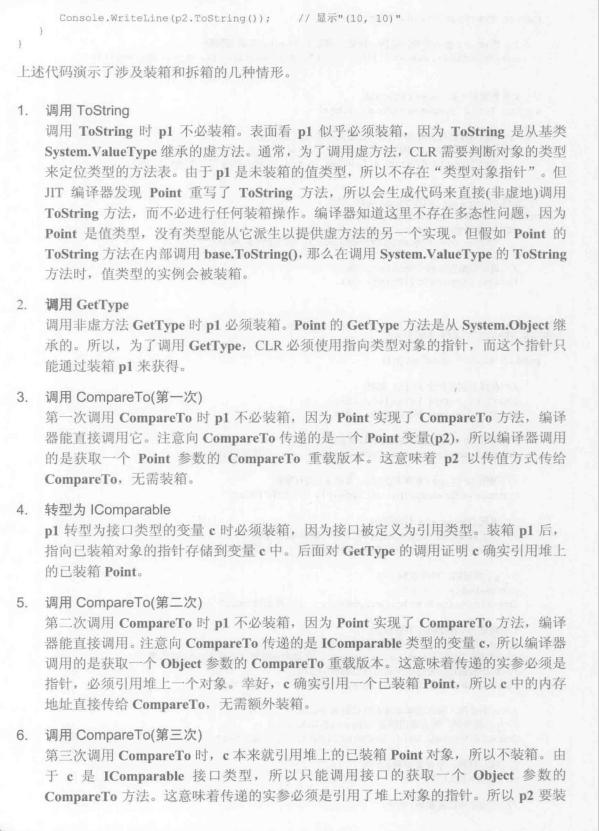 Console.WriteLine(p2.ToString());    // 显示"(10, 10)"
}
}
上述代码演示了涉及装箱和拆箱的几种情形。
1. 调用 ToString
调用 ToString 时 p1 不必装箱。表面看 p1 似乎必须装箱，因为 ToString 是从基类
System.ValueType 继承的虚方法。通常，为了调用虚方法，CLR 需要判断对象的类型
来定位类型的方法表。由于 p1 是未装箱的值类型，所以不存在“类型对象指针”。但
JIT 编译器发现 Point 重写了 ToString 方法，所以会生成代码来直接(非虚地)调用
ToString 方法，而不必进行任何装箱操作。编译器知道这里不存在多态性问题，因为
Point 是值类型，没有类型能从它派生以提供虚方法的另一个实现。但假如 Point 的
ToString 方法在内部调用 base.ToString()，那么在调用 System.ValueType 的 ToString
方法时，值类型的实例会被装箱。
2. 调用 GetType
调用非虚方法 GetType 时 p1 必须装箱。Point 的 GetType 方法是从 System.Object 继
承的。所以，为了调用 GetType，CLR 必须使用指向类型对象的指针，而这个指针只
能通过装箱 p1 来获得。
3. 调用 CompareTo(第一次)
第一次调用 CompareTo 时 p1 不必装箱，因为 Point 实现了 CompareTo 方法，编译
器能直接调用它。注意向 CompareTo 传递的是一个 Point 变量(p2)，所以编译器调用
的是获取一个 Point 参数的 CompareTo 重载版本。这意味着 p2 以传值方式传给
CompareTo，无需装箱。
4. 转型为 IComparable
p1 转型为接口类型的变量 c 时必须装箱，因为接口被定义为引用类型。装箱 p1 后，
指向已装箱对象的指针存储到变量 c 中。后面对 GetType 的调用证明 c 确实引用堆上
的已装箱 Point。
5. 调用 CompareTo(第二次)
第二次调用 CompareTo 时 p1 不必装箱，因为 Point 实现了 CompareTo 方法，编译
器能直接调用。注意向 CompareTo 传递的是 IComparable 类型的变量 c，所以编译器
调用的是获取一个 Object 参数的 CompareTo 重载版本。这意味着传递的实参必须是
指针，必须引用堆上一个对象。幸好，c 确实引用一个已装箱 Point，所以 c 中的内存
地址直接传给 CompareTo，无需额外装箱。
6. 调用 CompareTo(第三次)
第三次调用 CompareTo 时，c 本来就引用堆上的已装箱 Point 对象，所以不装箱。由
于 c 是 IComparable 接口类型，所以只能调用接口的获取一个 Object 参数的
CompareTo 方法。这意味着传递的实参必须是引用了堆上对象的指针。所以 p2 要装